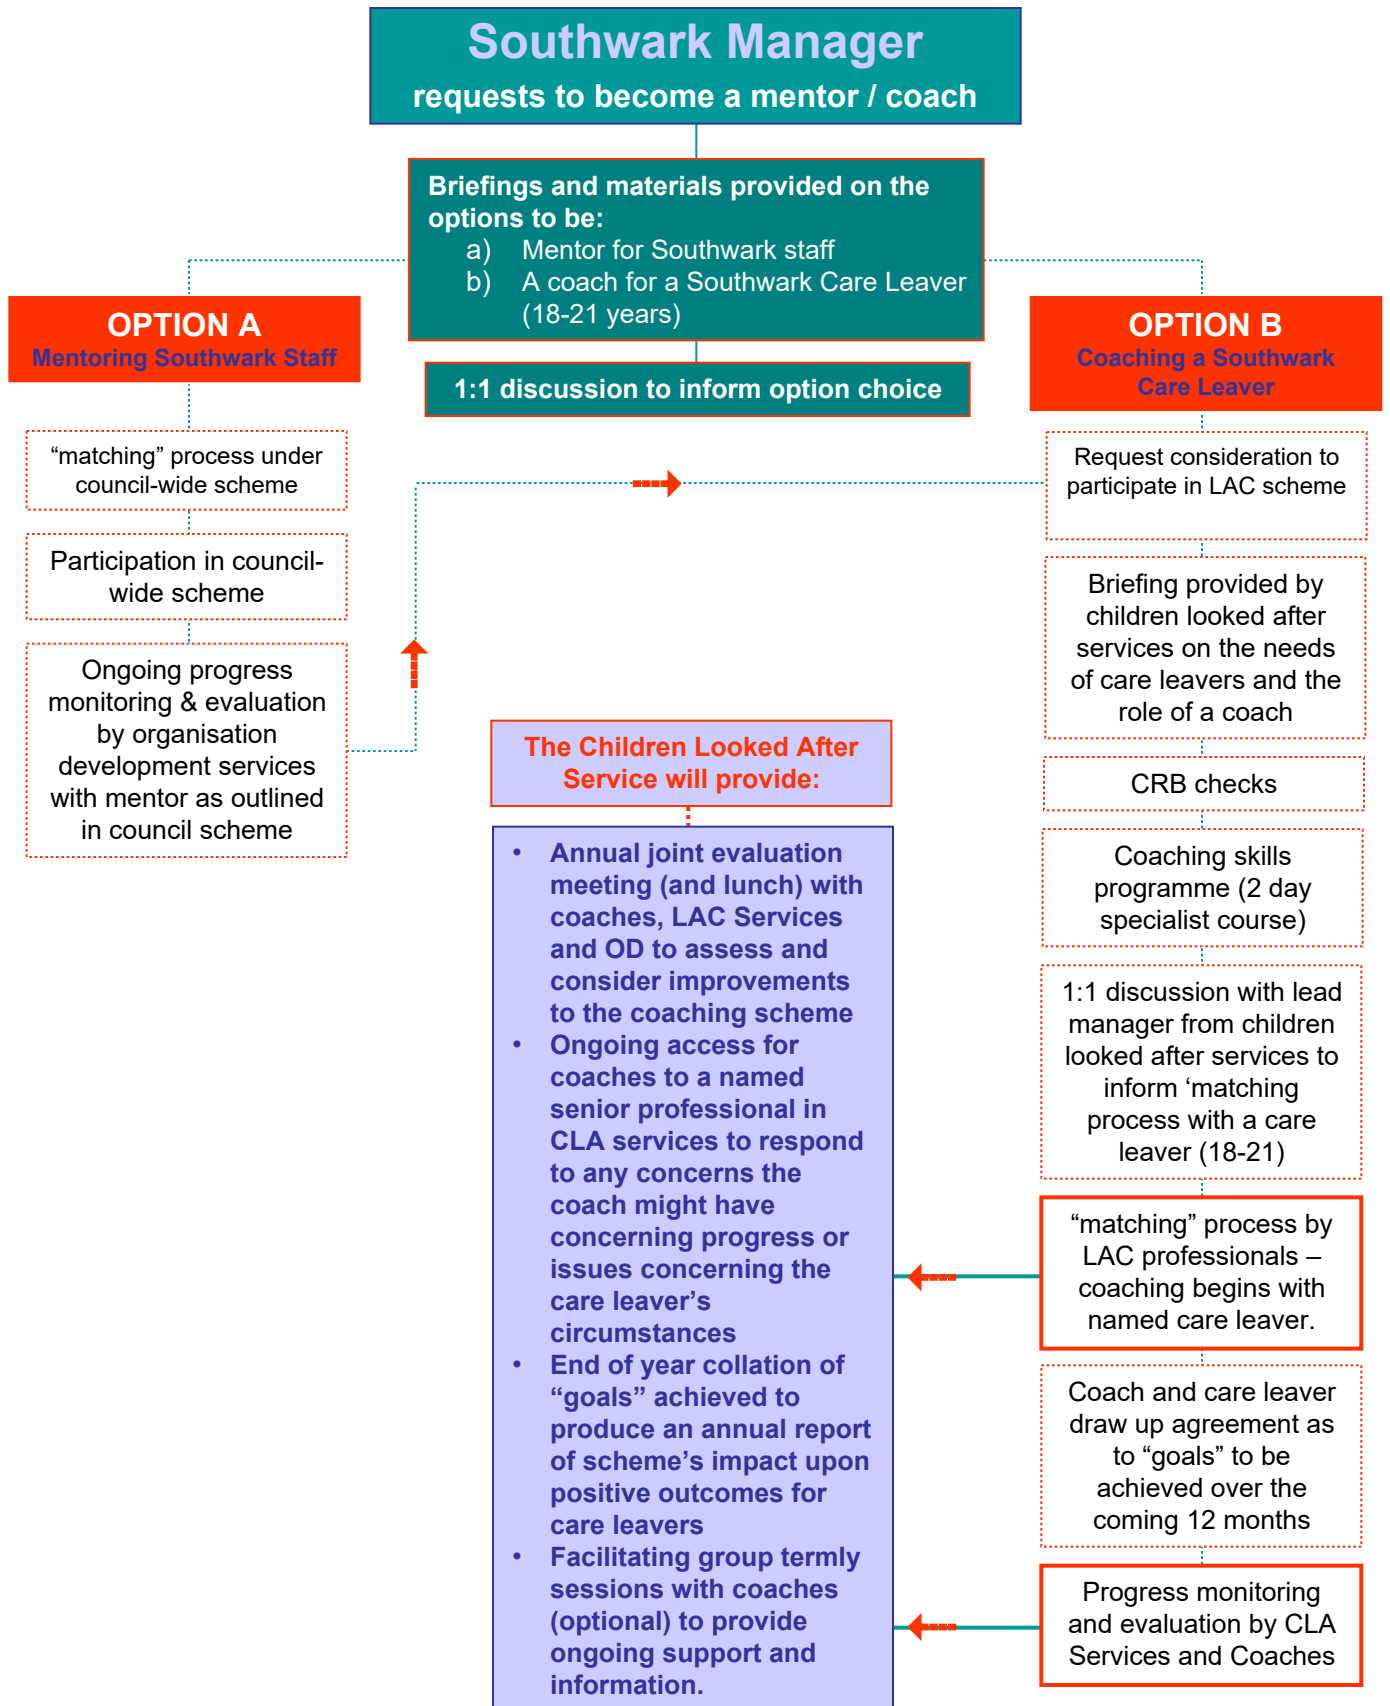 Southwark Manager
requests to become a mentor / coach
Briefings and materials provided on the
options to be:
a) Mentor for Southwark staff
b) A coach for a Southwark Care Leaver
(18-21 years)
1:1 discussion to inform option choice
OPTION A
Mentoring Southwark Staff
“matching” process under
council-wide scheme
Participation in council-
wide scheme
Ongoing progress
monitoring & evaluation
by organisation
development services
with mentor as outlined
in council scheme
OPTION B
Coaching a Southwark
Care Leaver
Request consideration to
participate in LAC scheme
Briefing provided by
children looked after
services on the needs
of care leavers and the
role of a coach
CRB checks
Coaching skills
programme (2 day
specialist course)
1:1 discussion with lead
manager from children
looked after services to
inform ‘matching
process with a care
leaver (18-21)
“matching” process by
LAC professionals –
coaching begins with
named care leaver.
Coach and care leaver
draw up agreement as
to “goals” to be
achieved over the
coming 12 months
Progress monitoring
and evaluation by CLA
Services and Coaches
The Children Looked After
Service will provide:
• Annual joint evaluation
meeting (and lunch) with
coaches, LAC Services
and OD to assess and
consider improvements
to the coaching scheme
• Ongoing access for
coaches to a named
senior professional in
CLA services to respond
to any concerns the
coach might have
concerning progress or
issues concerning the
care leaver’s
circumstances
• End of year collation of
“goals” achieved to
produce an annual report
of scheme’s impact upon
positive outcomes for
care leavers
• Facilitating group termly
sessions with coaches
(optional) to provide
ongoing support and
information.